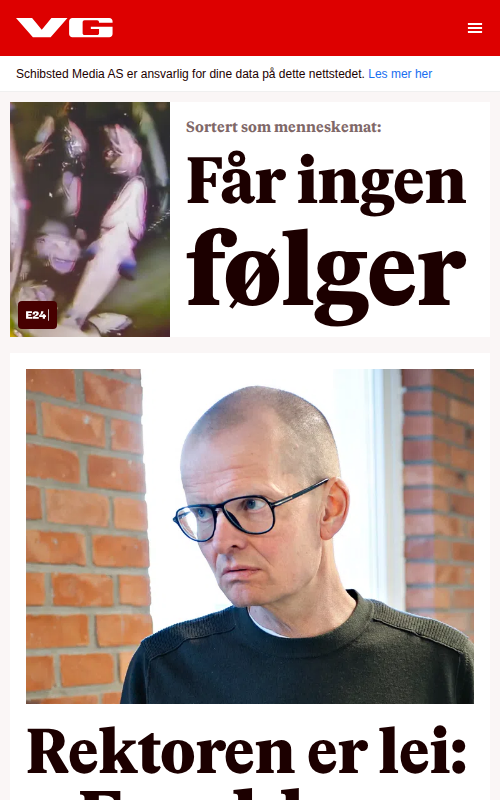 VG
Schibsted Media AS er ansvarlig for dine data på dette nettstedet. Les mer her
Sortert som menneskemat:
Får ingen
følger
E24
Rektoren er lei: